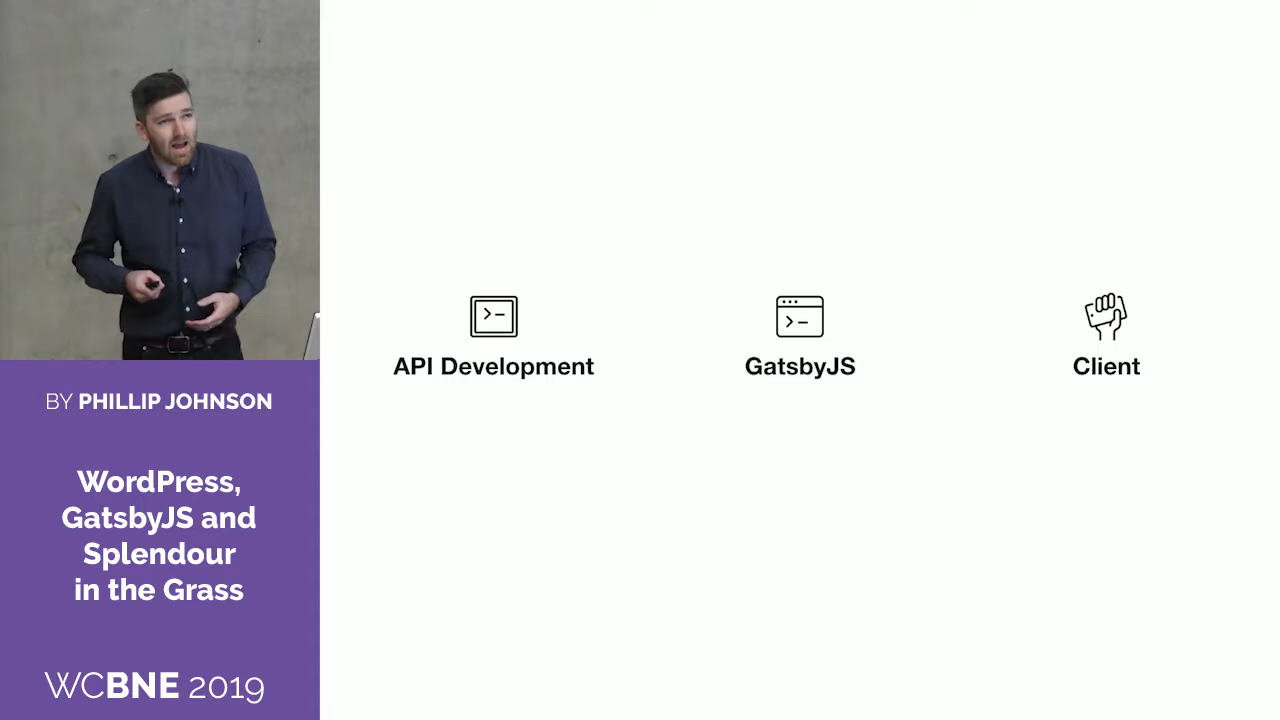 API Development
GatsbyJS
Client
BY PHILLIP JOHNSON
WordPress,
GatsbyJS and
Splendour
in the Grass
WCBNE 2019